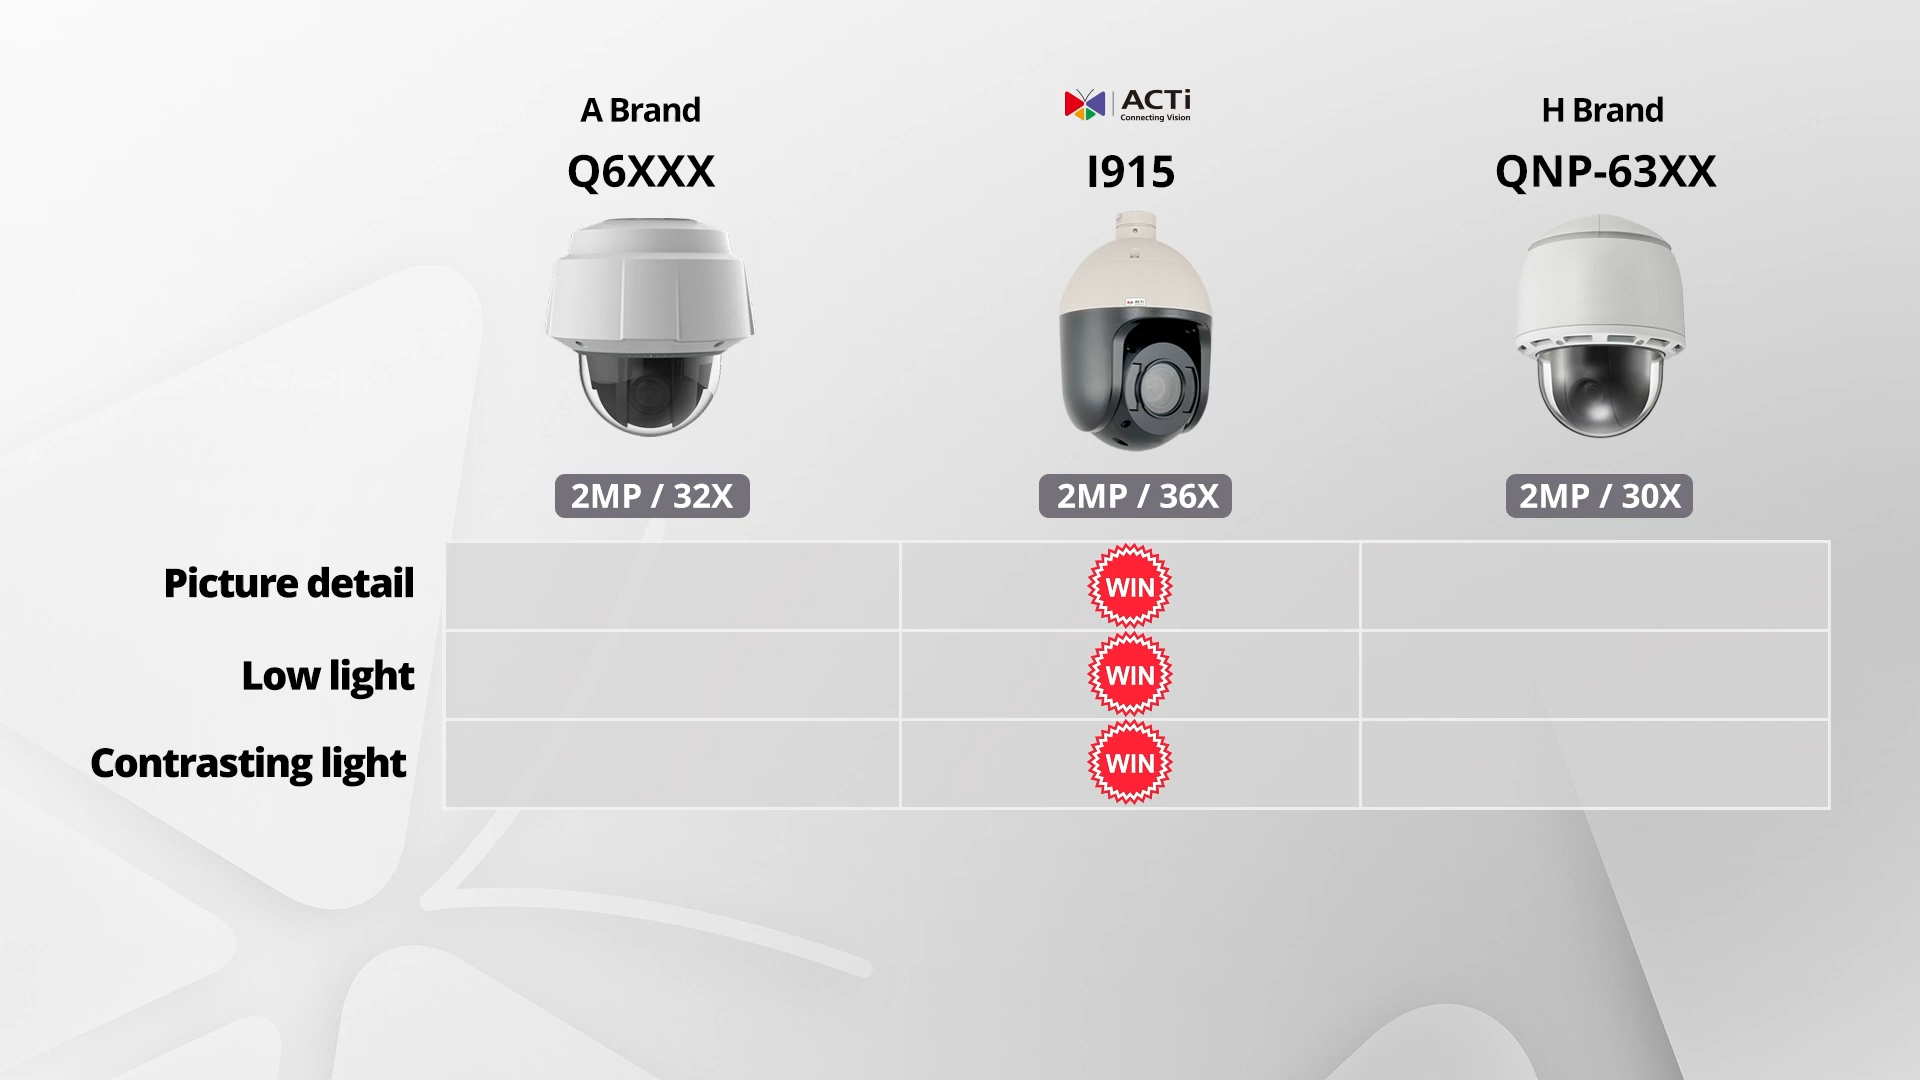 A Brand
ACTi
Connecting Vision
H Brand
Q6XXX
I915
QNP-63XX
ACTi
2MP / 32X
2MP / 36X
2MP / 30X
Picture detail
WIN
Low light
WIN
Contrasting light
WIN